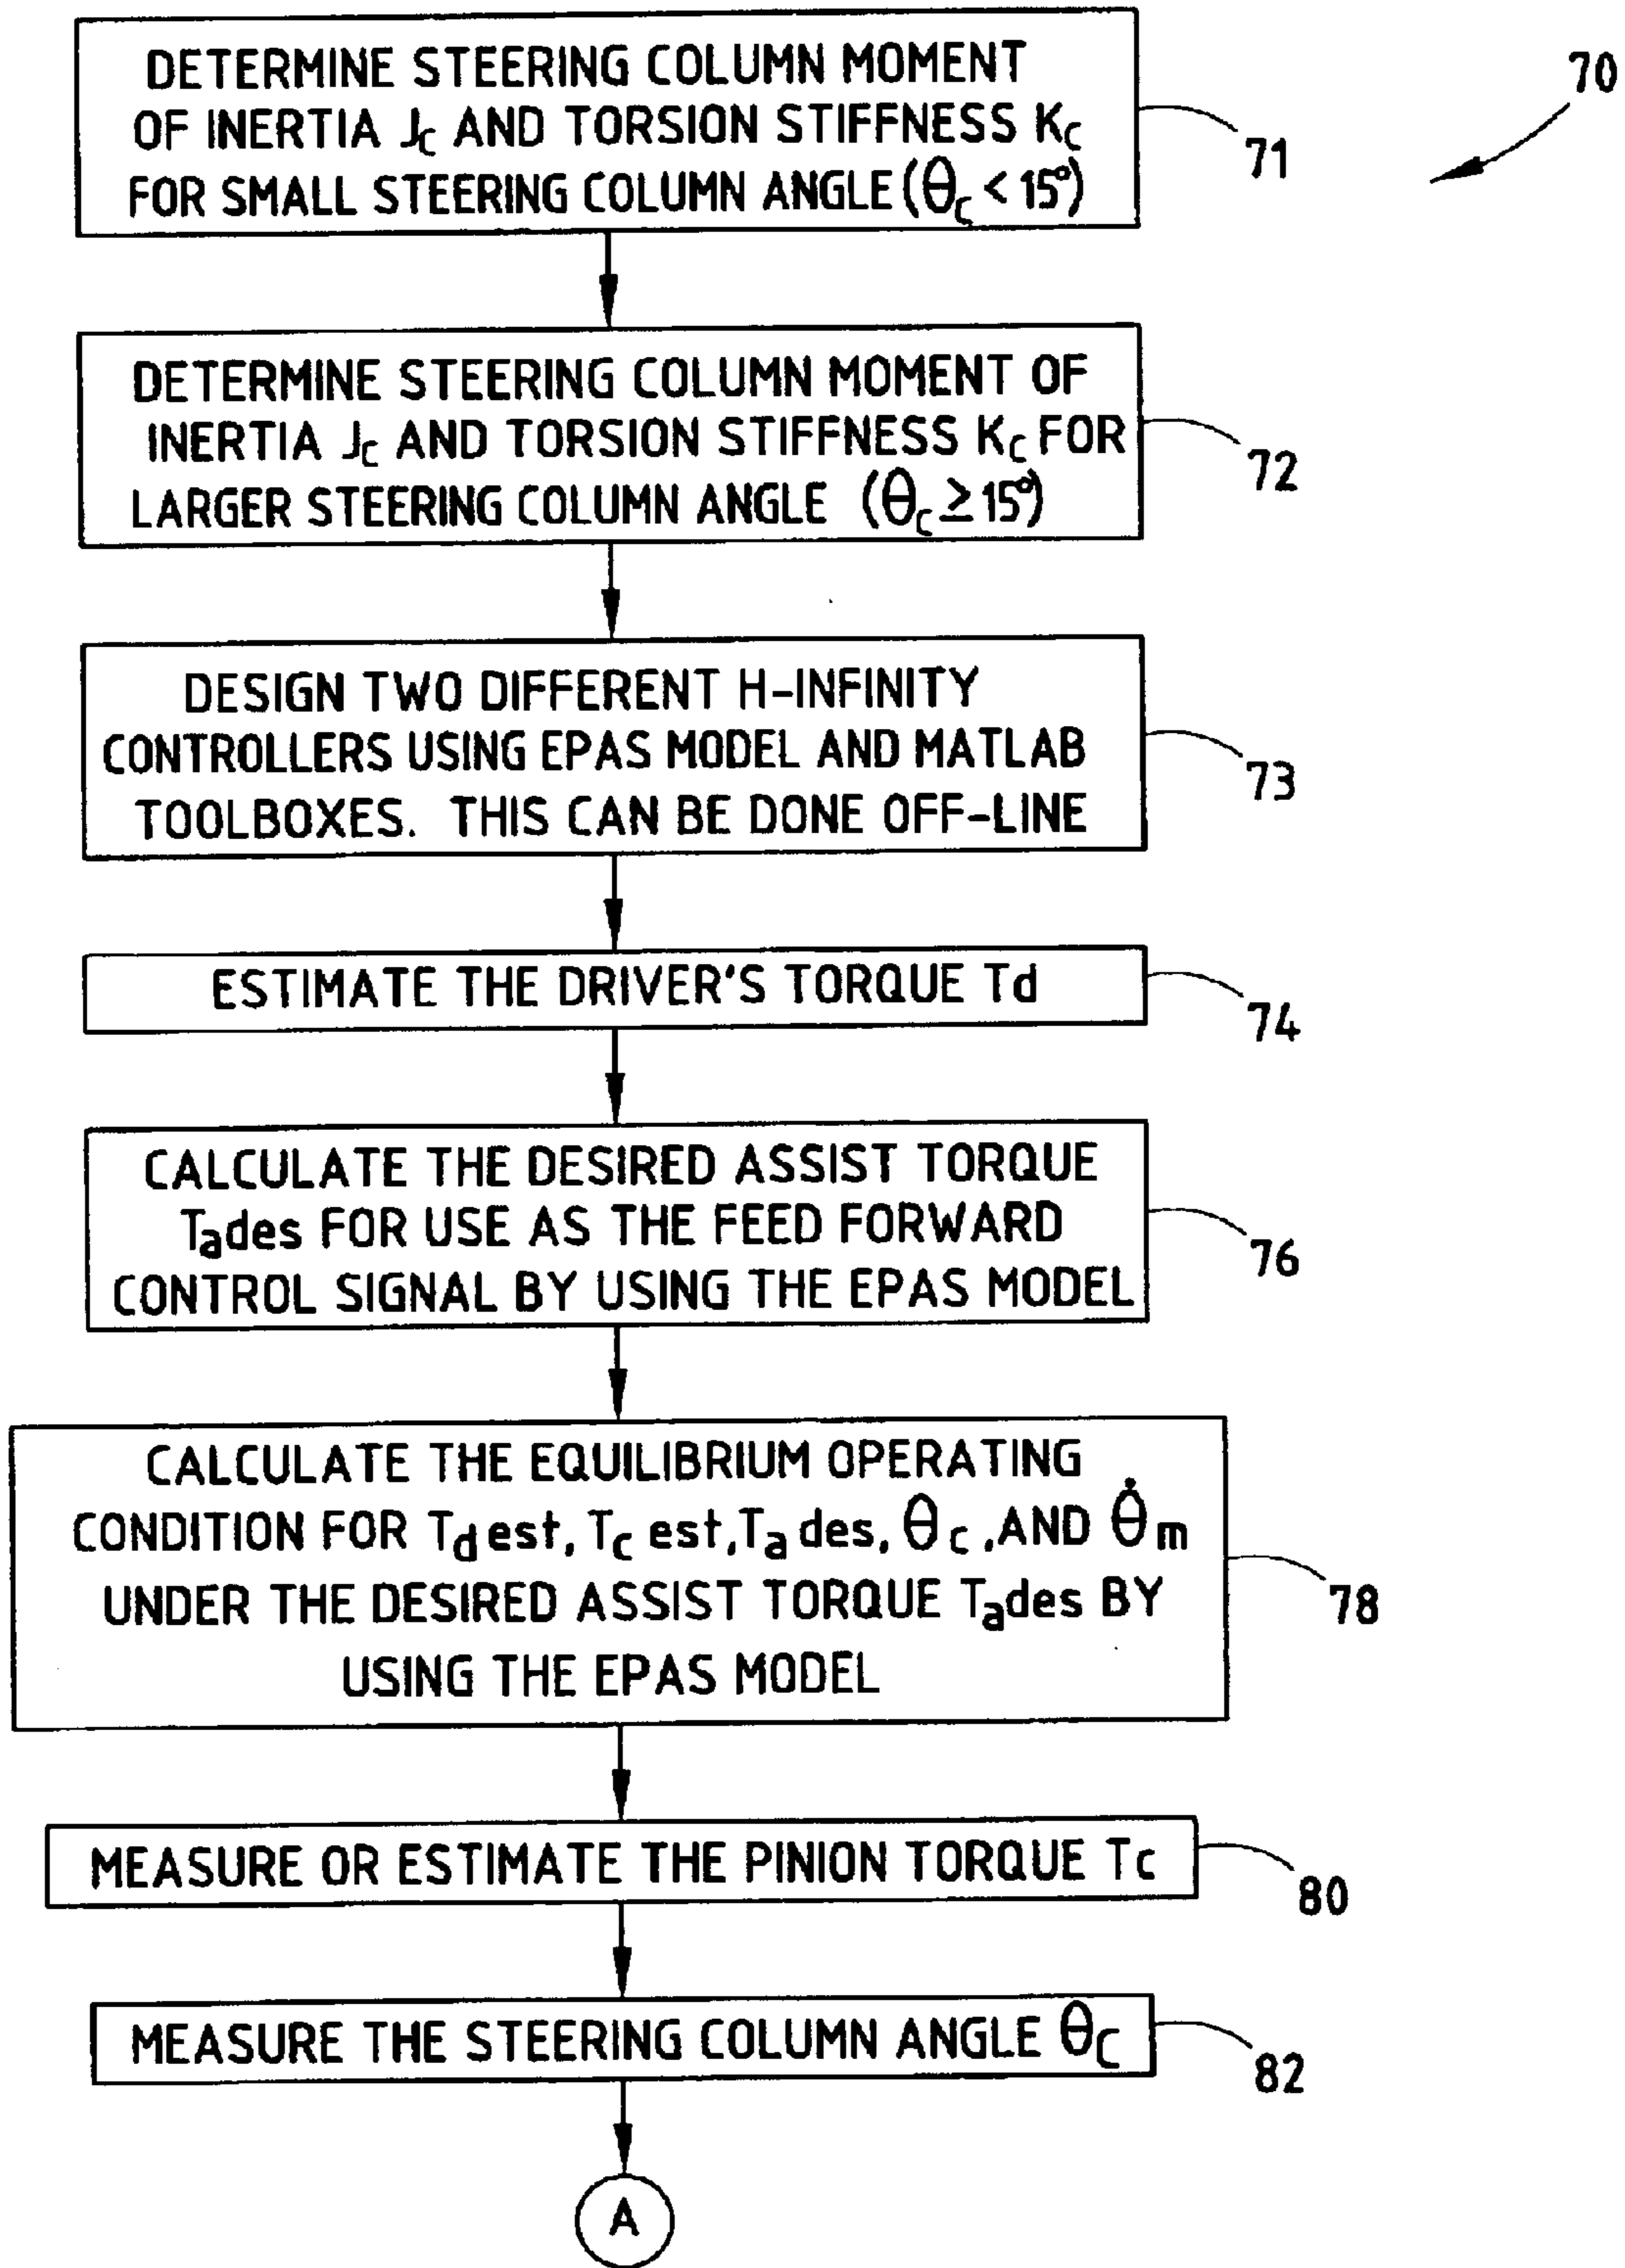 70
DETERMINE STEERING COLUMN MOMENT
OF INERTIA Jc AND TORSION STIFFNESS Kc
FOR SMALL STEERING COLUMN ANGLE (θc < 15°)
71
DETERMINE STEERING COLUMN MOMENT OF
INERTIA Jc AND TORSION STIFFNESS Kc FOR
LARGER STEERING COLUMN ANGLE (θc ≥ 15°)
72
DESIGN TWO DIFFERENT H-INFINITY
CONTROLLERS USING EPAS MODEL AND MATLAB
TOOLBOXES. THIS CAN BE DONE OFF-LINE
73
ESTIMATE THE DRIVER'S TORQUE Td
74
CALCULATE THE DESIRED ASSIST TORQUE
Tades FOR USE AS THE FEED FORWARD
CONTROL SIGNAL BY USING THE EPAS MODEL
76
CALCULATE THE EQUILIBRIUM OPERATING
CONDITION FOR Td est, Tc est, Ta des, θc, AND θ̇m
UNDER THE DESIRED ASSIST TORQUE Tades BY
USING THE EPAS MODEL
78
MEASURE OR ESTIMATE THE PINION TORQUE Tc
80
MEASURE THE STEERING COLUMN ANGLE θc
82
A